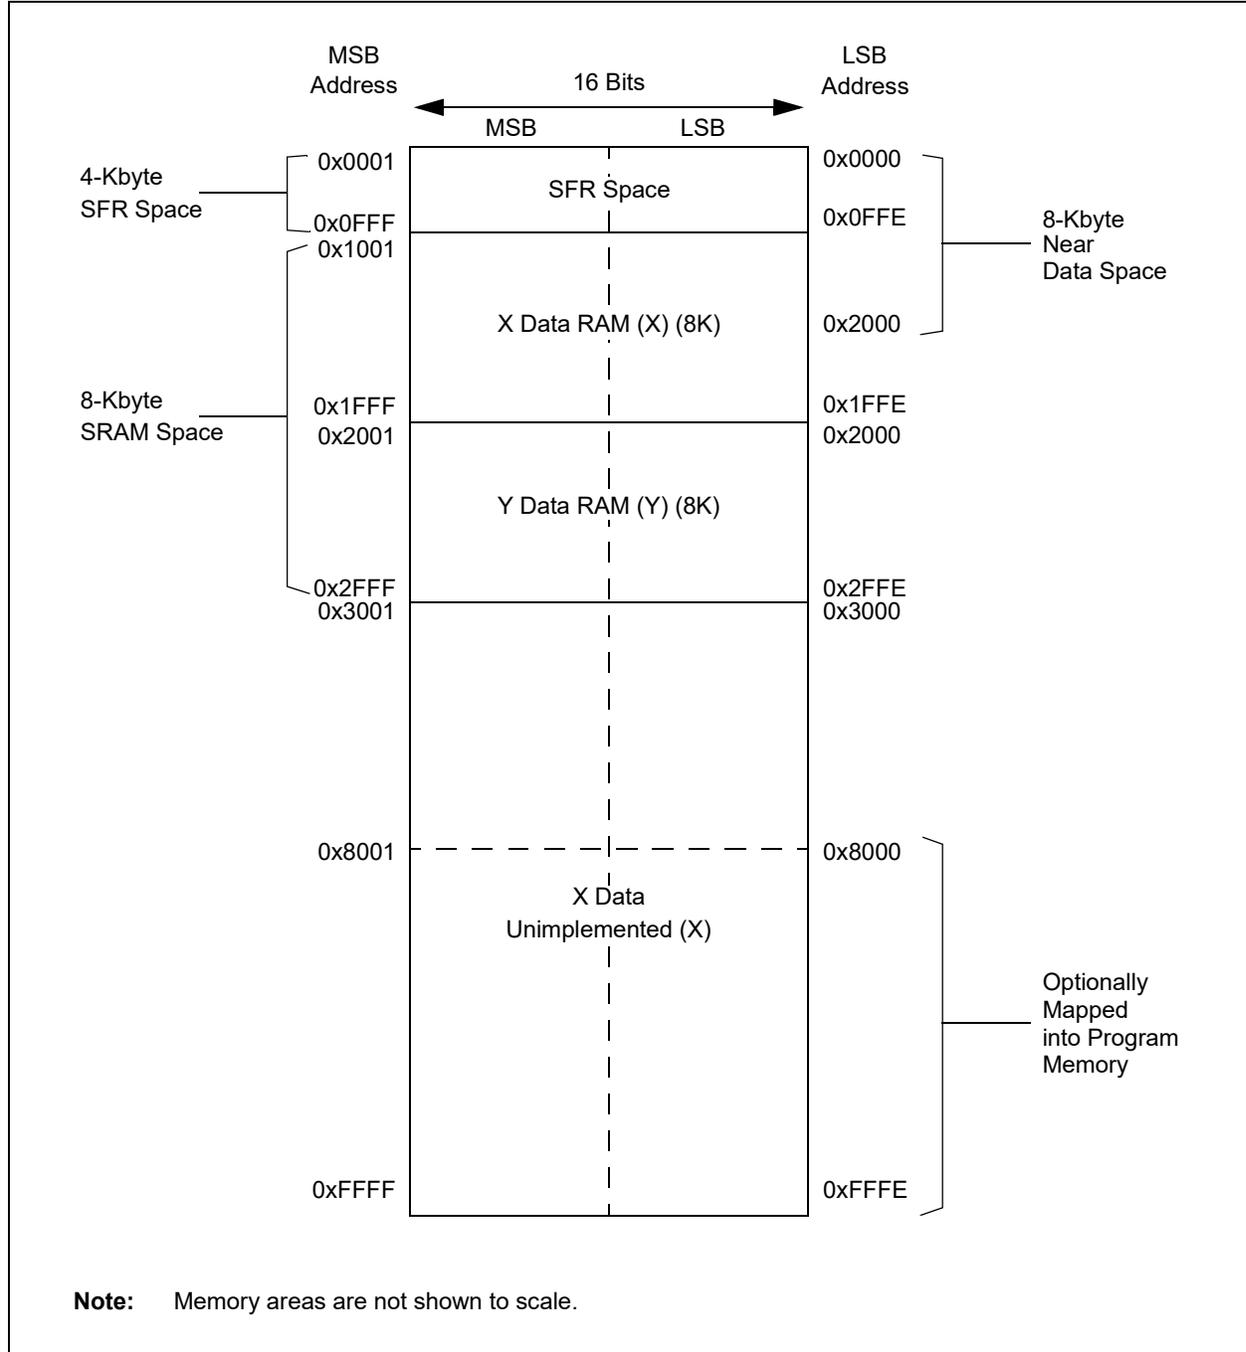 MSB
Address
16 Bits
LSB
Address
MSB
LSB
4-Kbyte
SFR Space
0x0001
0x0FFF
SFR Space
0x0000
0x0FFE
8-Kbyte
Near
Data Space
8-Kbyte
SRAM Space
0x1001
X Data RAM (X) (8K)
0x2000
0x1FFF
0x1FFE
0x2001
0x2000
Y Data RAM (Y) (8K)
0x2FFF
0x2FFE
0x3001
0x3000
0x8001
0x8000
X Data
Unimplemented (X)
Optionally
Mapped
into Program
Memory
0xFFFF
0xFFFE
Note: Memory areas are not shown to scale.